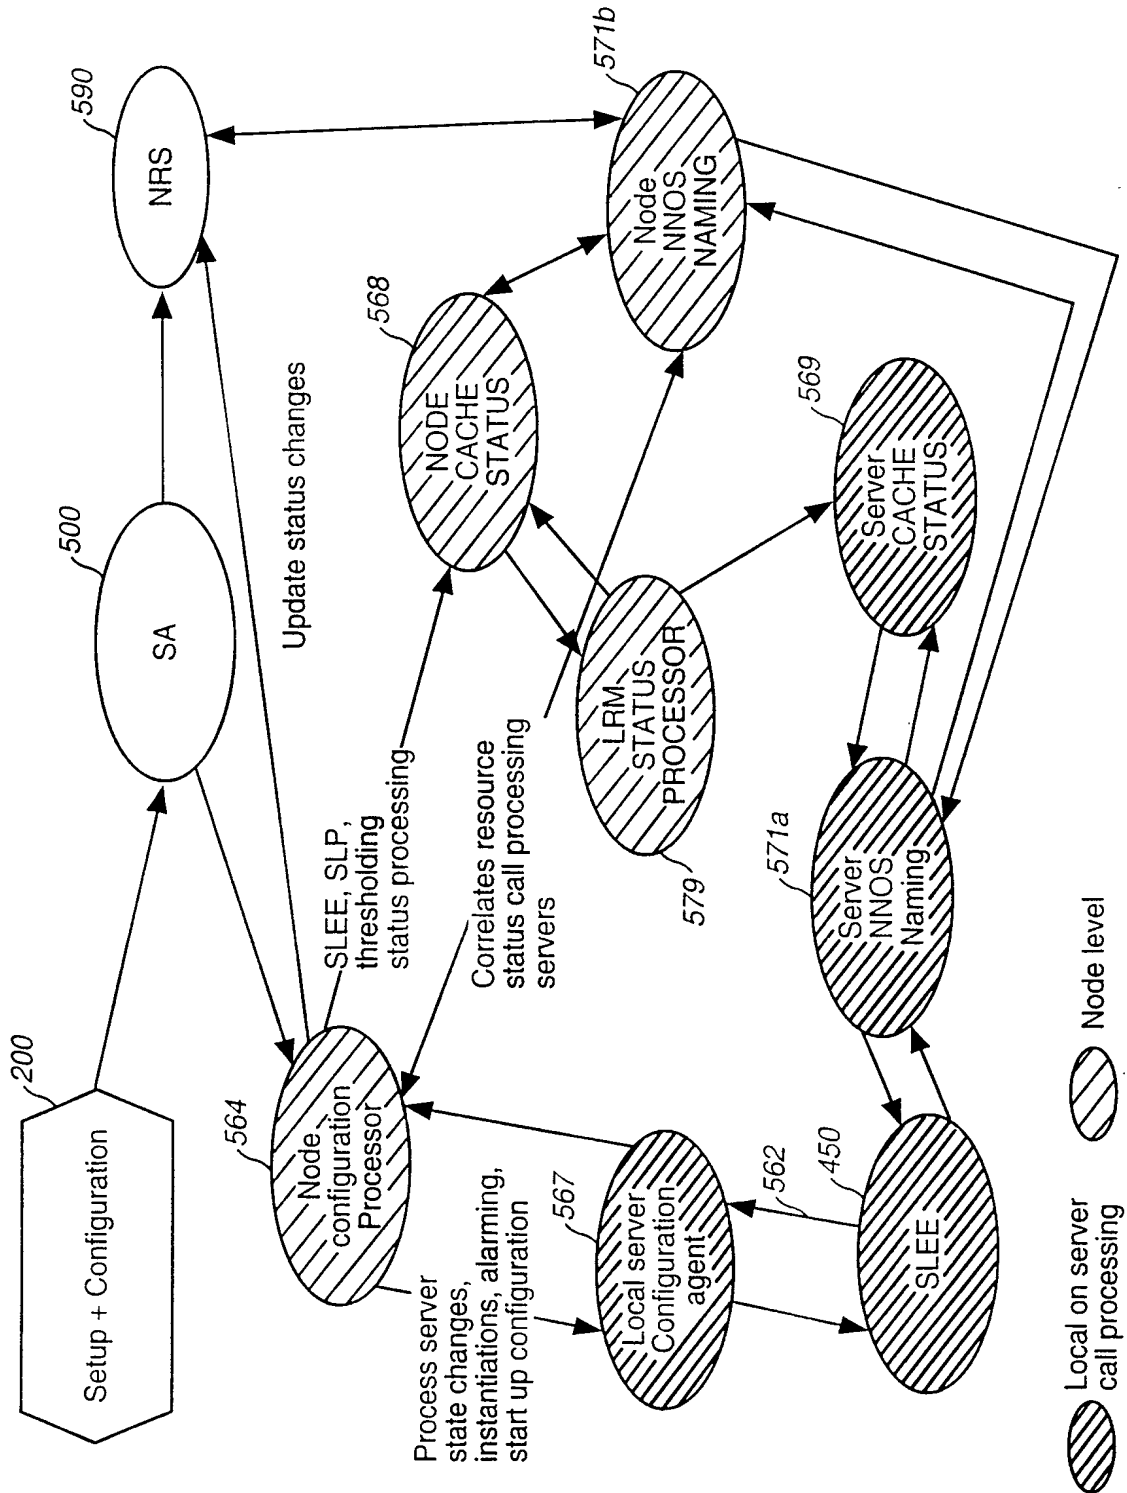 200
Setup + Configuration
500
SA
590
NRS
Update status changes
564
Node
configuration
Processor
SLEE, SLP,
thresholding
status processing
568
NODE
CACHE
STATUS
571b
Node
NNOS
NAMING
Correlates resource
status call processing
servers
LRM
STATUS
PROCESSOR
579
569
Server
CACHE
STATUS
Process server
state changes,
instantiations, alarming,
start up configuration
567
Local server
Configuration
agent
562
450
SLEE
571a
Server
NNOS
Naming
Local on server
call processing
Node level